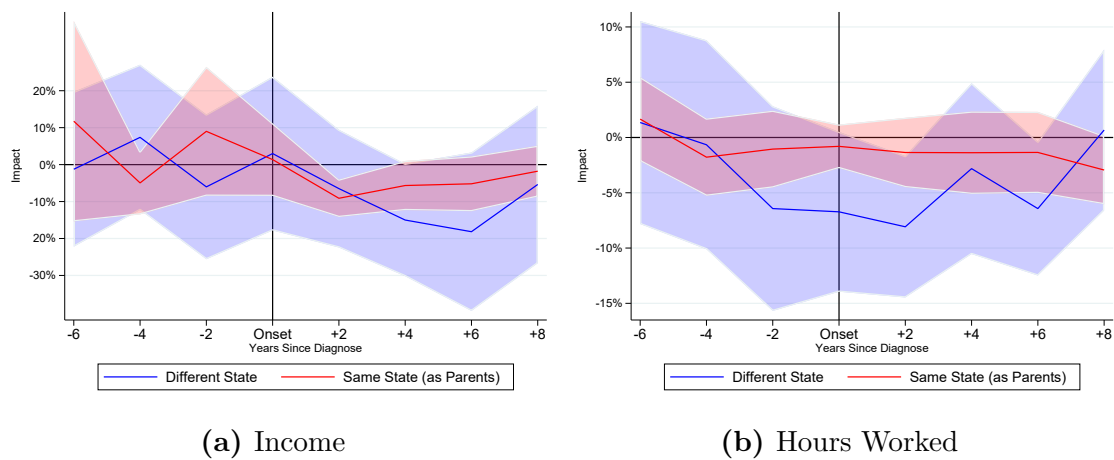 20%
10%
0%
-10%
20%
-30%
Impact
-6 -4 -2 Onset +2 +4 +6 +8
Years Since Diagnose
Different State Same State (as Parents)
(a) Income
10%
5%
0%
-5%
-10%
-15%
Impact
-6 -4 -2 Onset +2 +4 +6 +8
Years Since Diagnose
Different State Same State (as Parents)
(b) Hours Worked